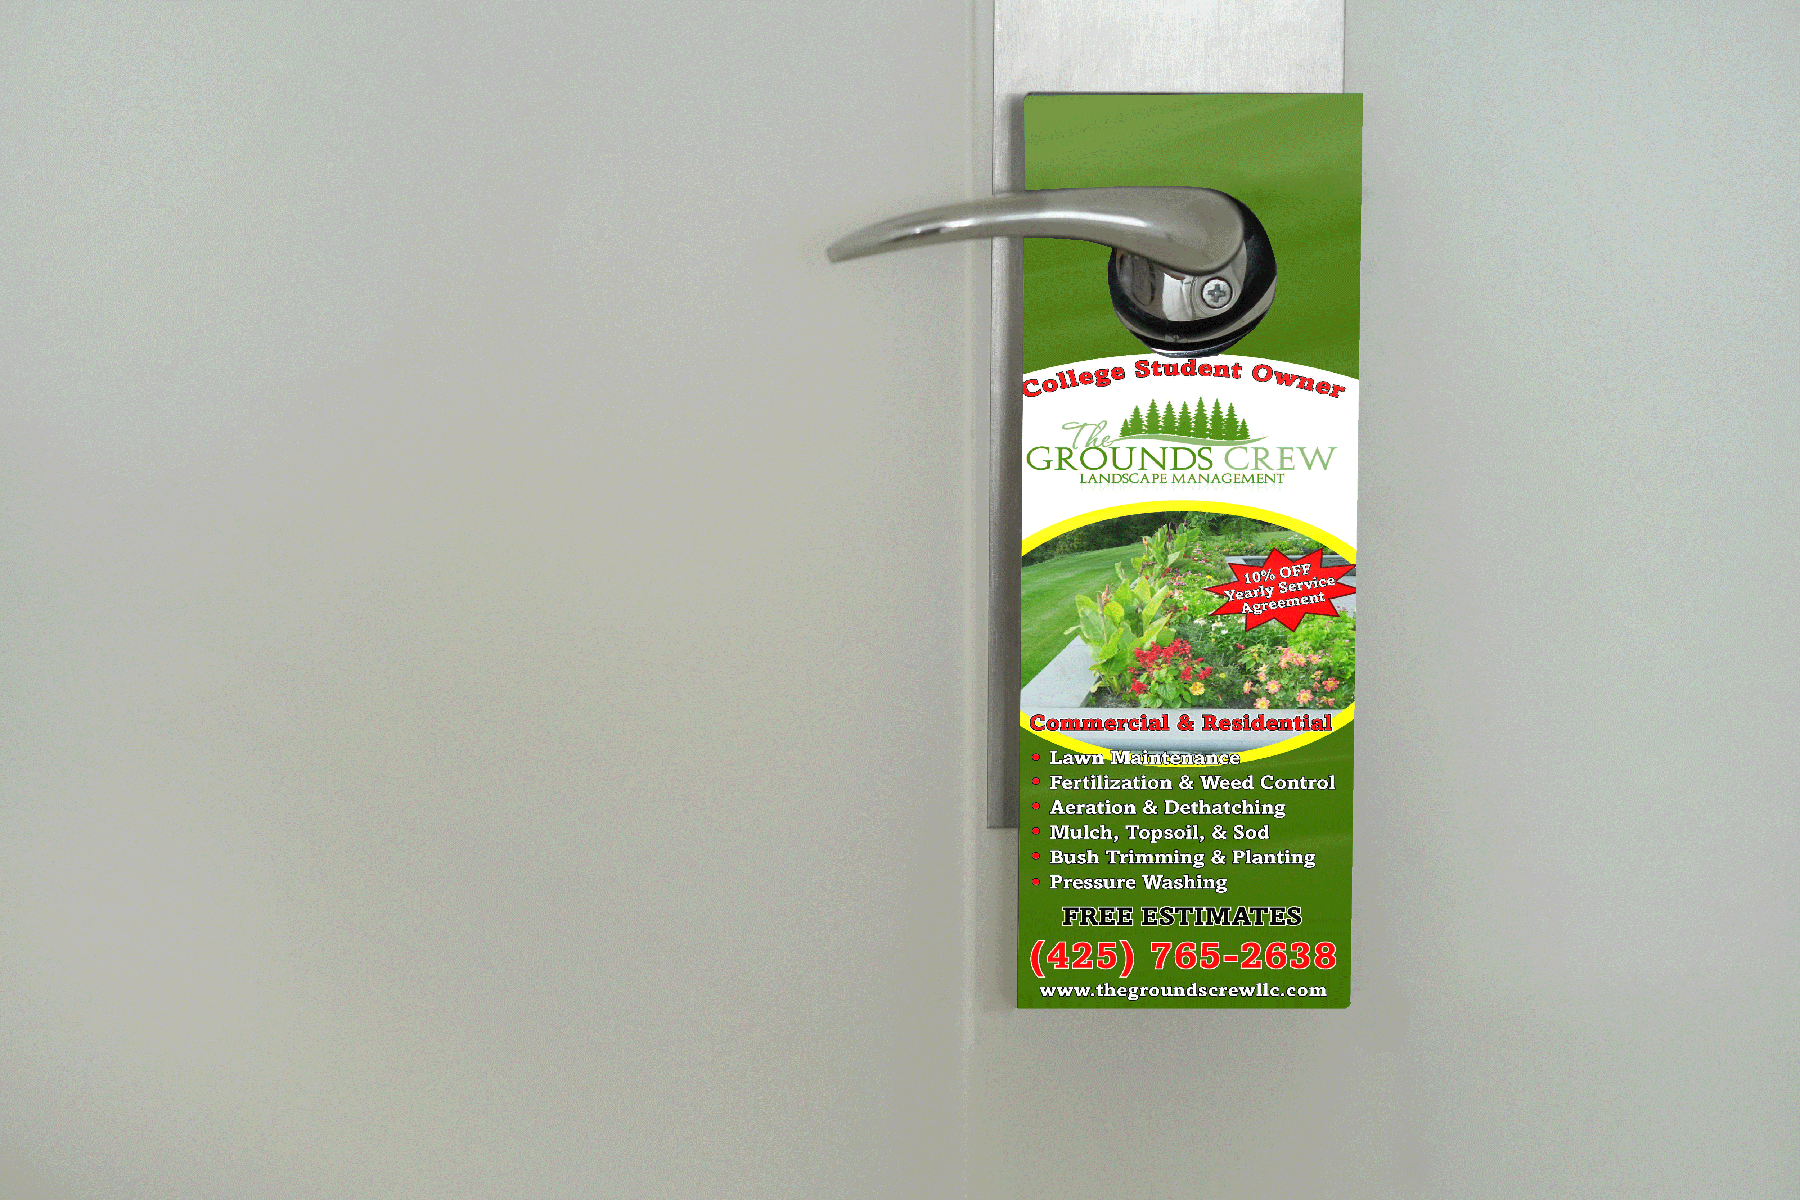 College Student Owner
The
GROUNDS CREW
LANDSCAPE MANAGEMENT
10% OFF
Yearly Service
Agreement
Commercial & Residential
• Lawn Maintenance
• Fertilization & Weed Control
• Aeration & Dethatching
• Mulch, Topsoil, & Sod
• Bush Trimming & Planting
• Pressure Washing
FREE ESTIMATES
(425) 765-2638
www.thegroundscrewllc.com